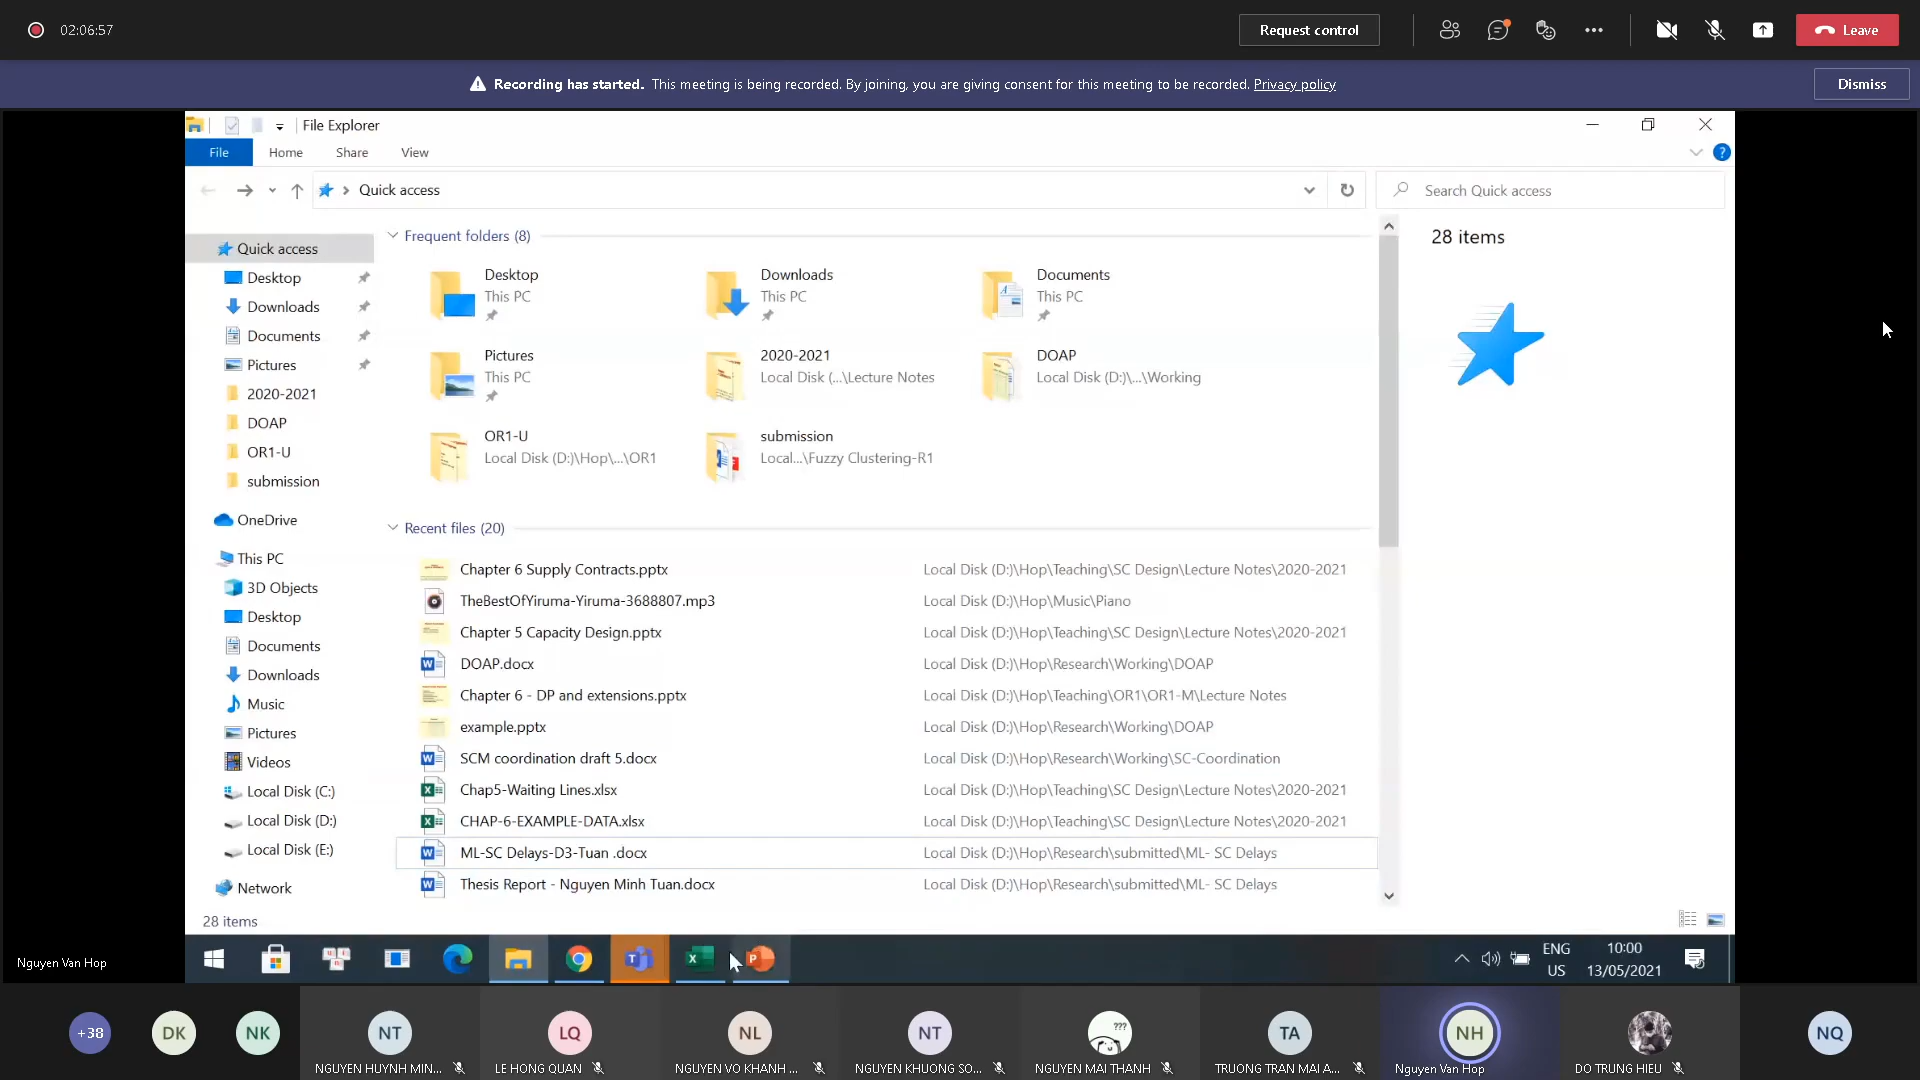 02:06:57
Request control
Leave
Recording has started. This meeting is being recorded. By joining, you are giving consent for this meeting to be recorded. Privacy policy
Dismiss
File Explorer
File Home Share View
Quick access
Search Quick access
Quick access
Desktop
Downloads
Documents
Pictures
2020-2021
DOAP
OR1-U
submission
OneDrive
This PC
3D Objects
Desktop
Documents
Downloads
Music
Pictures
Videos
Local Disk (C:)
Local Disk (D:)
Local Disk (E:)
Network
Frequent folders (8)
Desktop
This PC
Downloads
This PC
Documents
This PC
Pictures
This PC
2020-2021
Local Disk (...\Lecture Notes
DOAP
Local Disk (D:)\...\Working
OR1-U
Local Disk (D:)\Hop\...\OR1
submission
Local...\Fuzzy Clustering-R1
Recent files (20)
Chapter 6 Supply Contracts.pptx Local Disk (D:)\Hop\Teaching\SC Design\Lecture Notes\2020-2021
TheBestOfYiruma-Yiruma-3688807.mp3 Local Disk (D:)\Hop\Music\Piano
Chapter 5 Capacity Design.pptx Local Disk (D:)\Hop\Teaching\SC Design\Lecture Notes\2020-2021
DOAP.docx Local Disk (D:)\Hop\Research\Working\DOAP
Chapter 6 - DP and extensions.pptx Local Disk (D:)\Hop\Teaching\OR1\OR1-M\Lecture Notes
example.pptx Local Disk (D:)\Hop\Research\Working\DOAP
SCM coordination draft 5.docx Local Disk (D:)\Hop\Research\Working\SC-Coordination
Chap5-Waiting Lines.xlsx Local Disk (D:)\Hop\Teaching\SC Design\Lecture Notes\2020-2021
CHAP-6-EXAMPLE-DATA.xlsx Local Disk (D:)\Hop\Teaching\SC Design\Lecture Notes\2020-2021
ML-SC Delays-D3-Tuan .docx Local Disk (D:)\Hop\Research\submitted\ML- SC Delays
Thesis Report - Nguyen Minh Tuan.docx Local Disk (D:)\Hop\Research\submitted\ML- SC Delays
28 items
28 items
Nguyen Van Hop
ENG
US
10:00
13/05/2021
+38
DK
NK
NT
NGUYEN HUYNH MIN...
LQ
LE HONG QUAN
NL
NGUYEN VO KHANH ...
NT
NGUYEN KHUONG SO...
???
NGUYEN MAI THANH
TA
TRUONG TRAN MAI A...
NH
Nguyen Van Hop
DO TRUNG HIEU
NQ